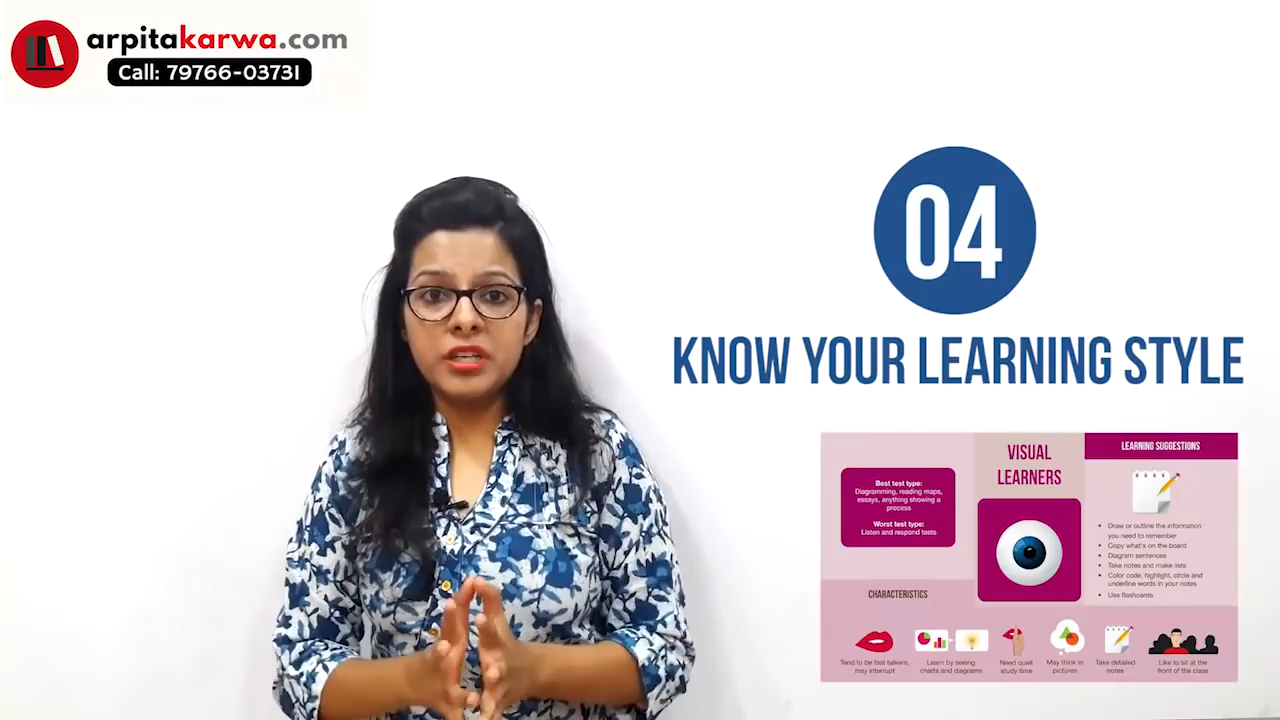 arpitakarwa.com
Call: 79766-03731
04
KNOW YOUR LEARNING STYLE
VISUAL
LEARNERS
Best test type:
Diagramming, reading maps,
essays, anything showing a
process
Worst test type:
Listen and respond tests
LEARNING SUGGESTIONS
• Draw or outline the information
you need to remember
• Copy what's on the board
• Diagram sentences
• Take notes and make lists
• Color code, highlight, circle and
underline words in your notes
• Use flashcards
CHARACTERISTICS
Tend to be fast talkers,
may interrupt
Learn by seeing
charts and diagrams
Need quiet
study time
May think in
pictures
Take detailed
notes
Like to sit at the
front of the class